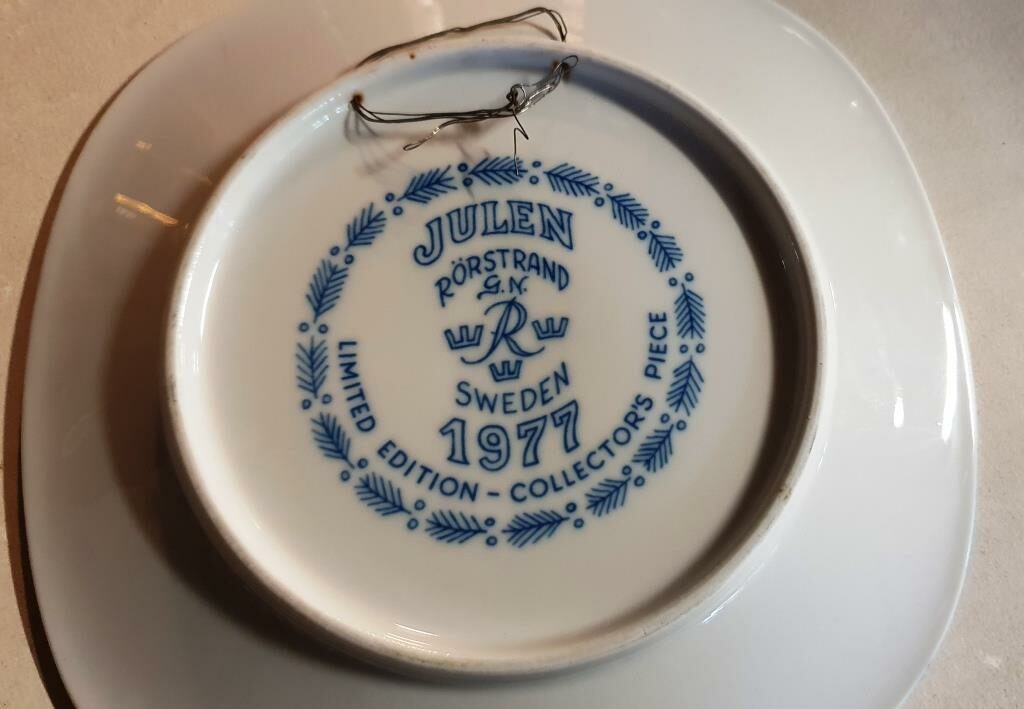 JULEN
RÖRSTRAND
G.N.
R
SWEDEN
1977
LIMITED EDITION - COLLECTOR'S PIECE